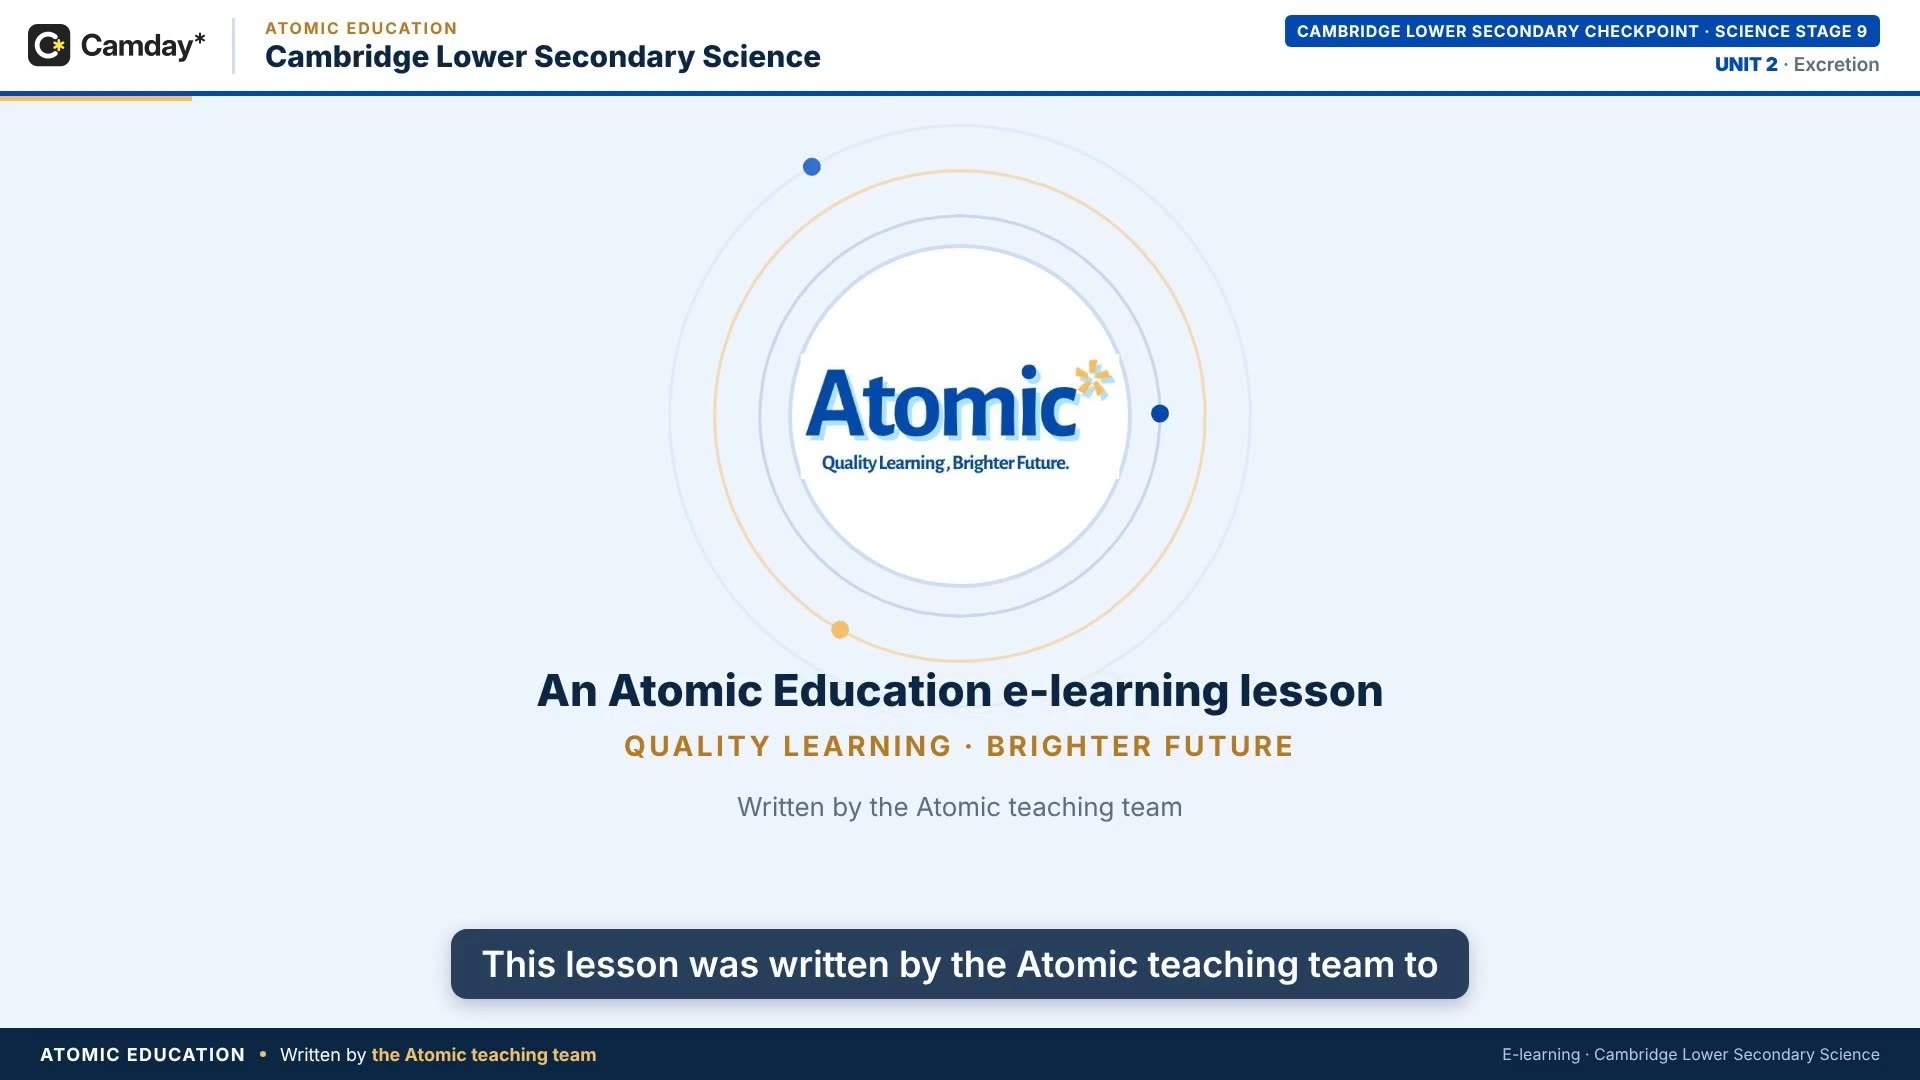 Camday*
ATOMIC EDUCATION
Cambridge Lower Secondary Science
CAMBRIDGE LOWER SECONDARY CHECKPOINT · SCIENCE STAGE 9
UNIT 2 · Excretion
Atomic
Quality Learning, Brighter Future.
An Atomic Education e-learning lesson
QUALITY LEARNING · BRIGHTER FUTURE
Written by the Atomic teaching team
This lesson was written by the Atomic teaching team to
ATOMIC EDUCATION • Written by the Atomic teaching team
E-learning · Cambridge Lower Secondary Science